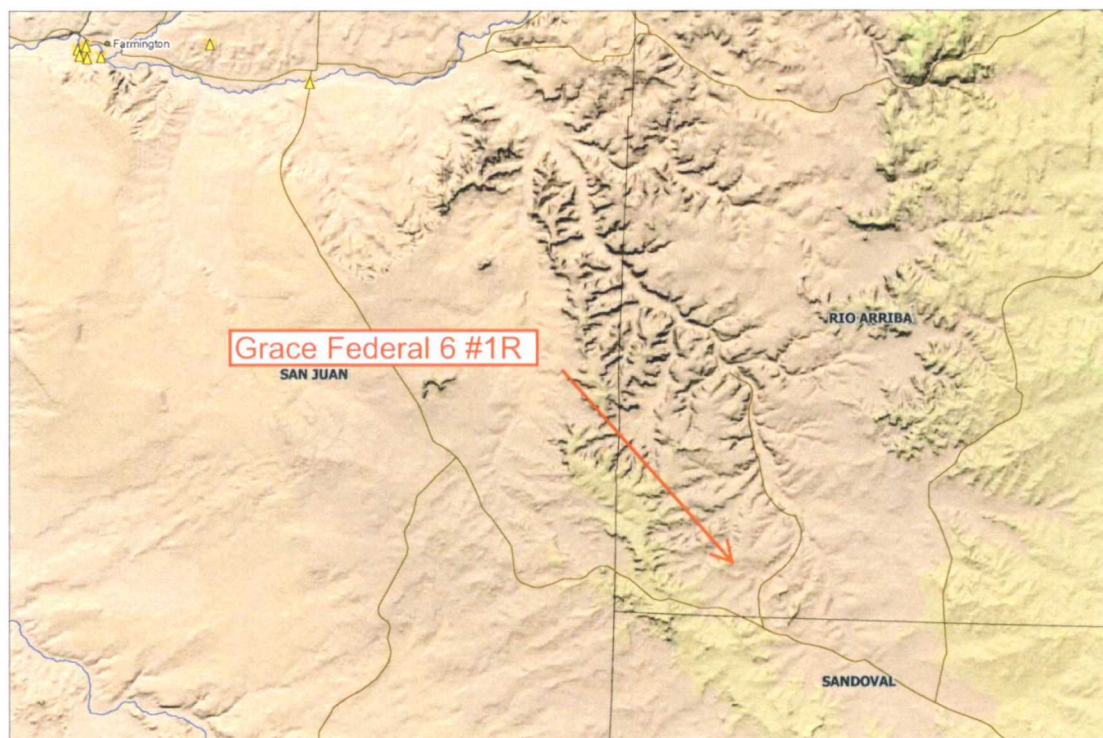 Farmington
RIO ARRIBA
Grace Federal 6 #1R
SAN JUAN
SANDOVAL